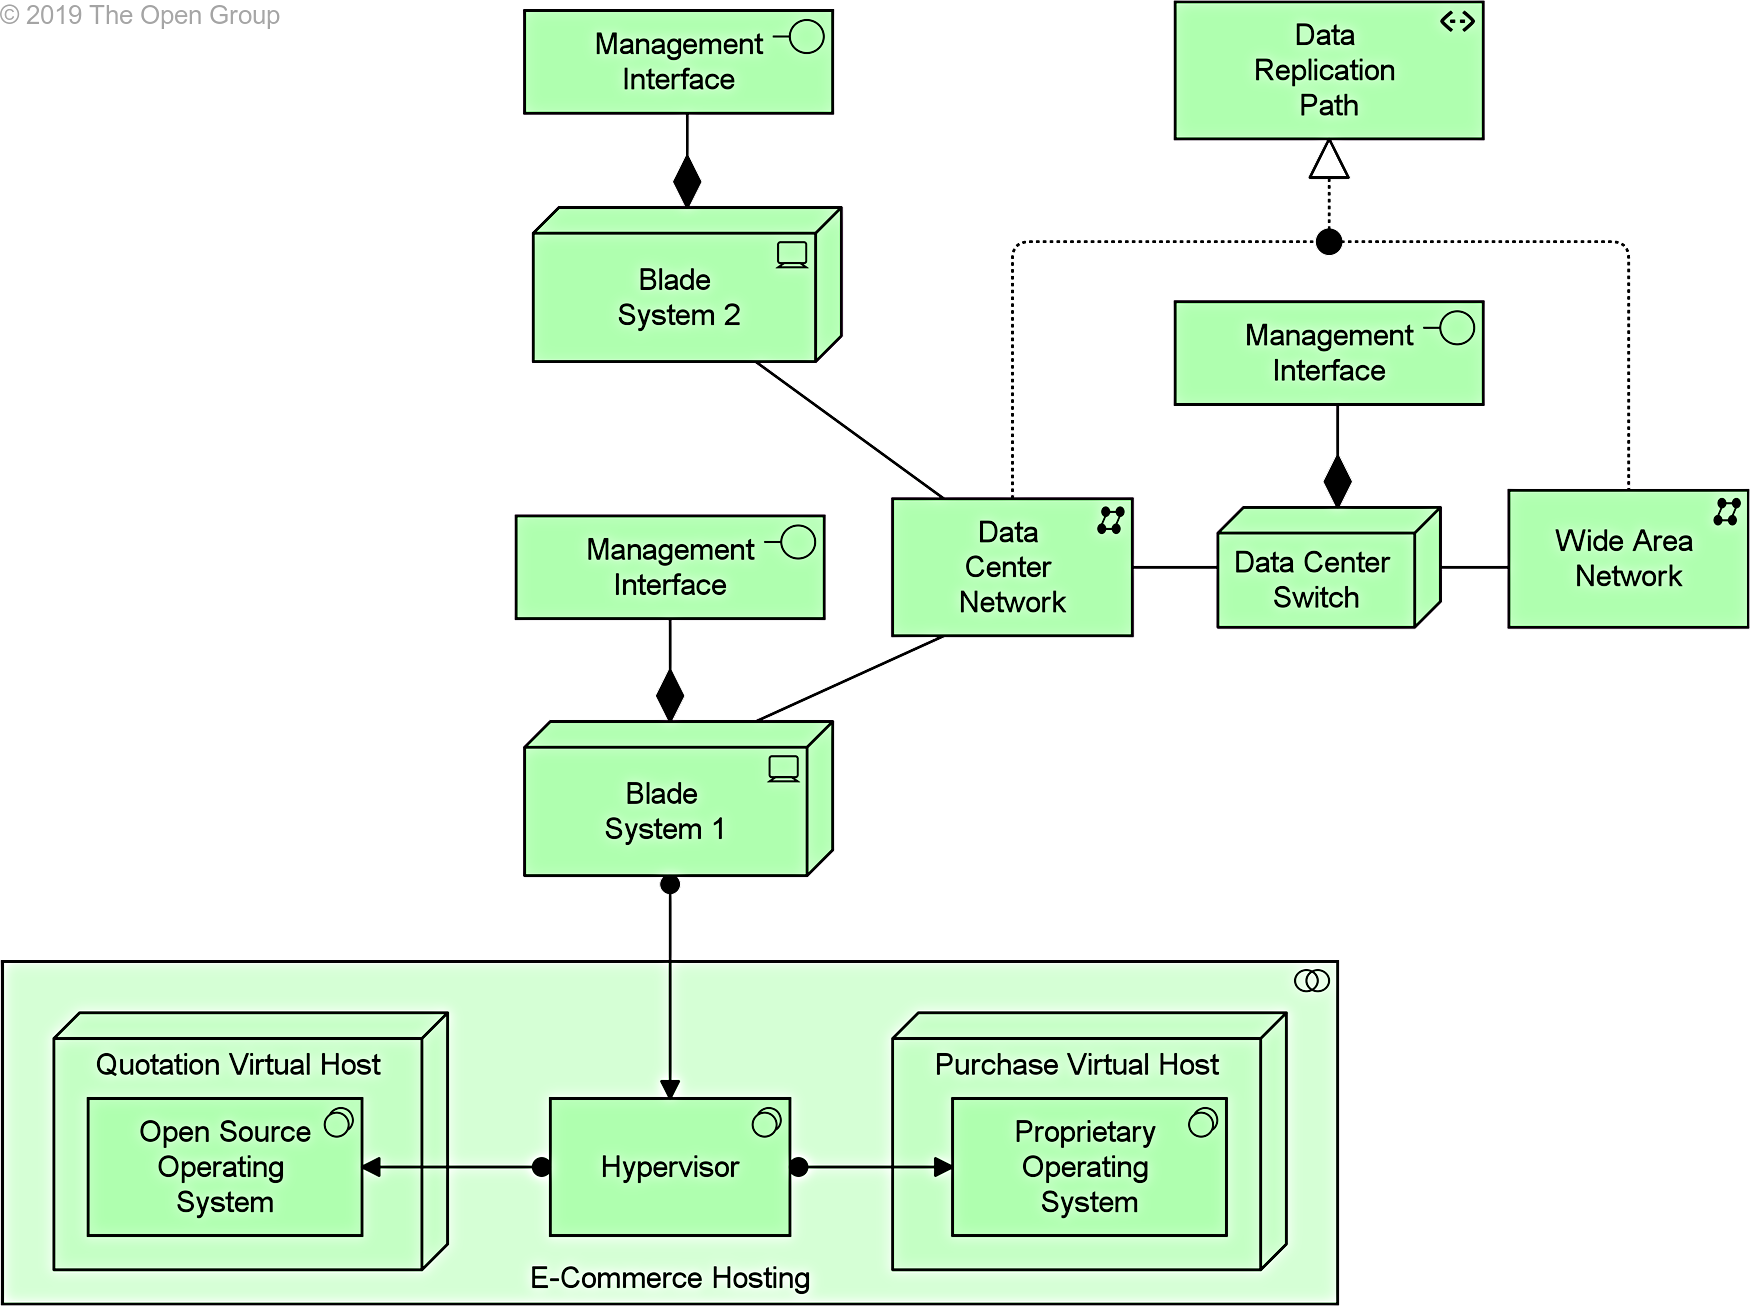 © 2019 The Open Group
Management
Interface
Data
Replication
Path
Blade
System 2
Management
Interface
Management
Interface
Data
Center
Network
Data Center
Switch
Wide Area
Network
Blade
System 1
Quotation Virtual Host
Open Source
Operating
System
Hypervisor
Purchase Virtual Host
Proprietary
Operating
System
E-Commerce Hosting